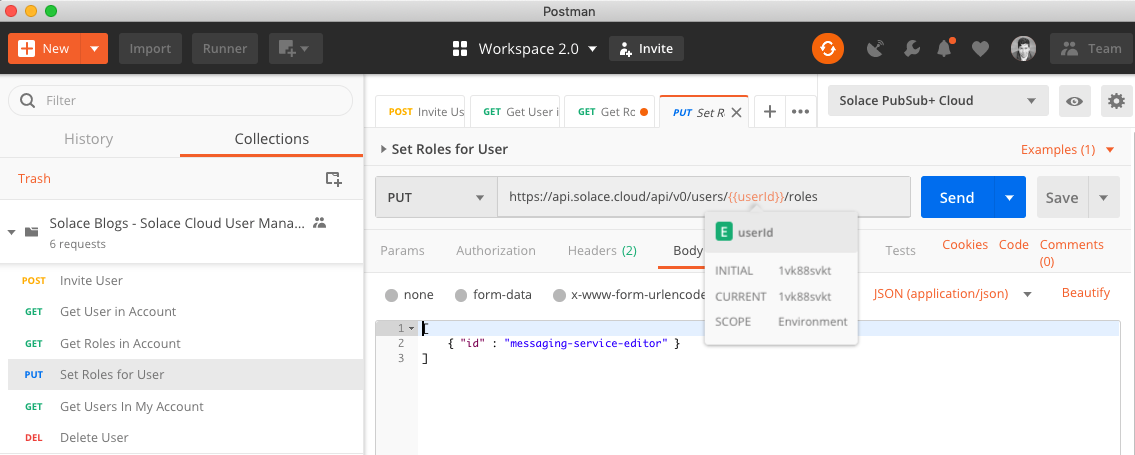 Postman
New
Import
Runner
Workspace 2.0
Invite
Team
Filter
History
Collections
Trash
Solace Blogs - Solace Cloud User Mana...
6 requests
POST Invite User
GET Get User in Account
GET Get Roles in Account
PUT Set Roles for User
GET Get Users In My Account
DEL Delete User
POST Invite Us
GET Get User i
GET Get Ro
PUT Set R
Solace PubSub+ Cloud
Set Roles for User
Examples (1)
PUT
https://api.solace.cloud/api/v0/users/{{userId}}/roles
Send
Save
E userId
INITIAL 1vk88svkt
CURRENT 1vk88svkt
SCOPE Environment
Params
Authorization
Headers (2)
Body
Tests
Cookies
Code
Comments
(0)
none
form-data
x-www-form-urlencode
JSON (application/json)
Beautify
1 [
2 { "id" : "messaging-service-editor" }
3 ]